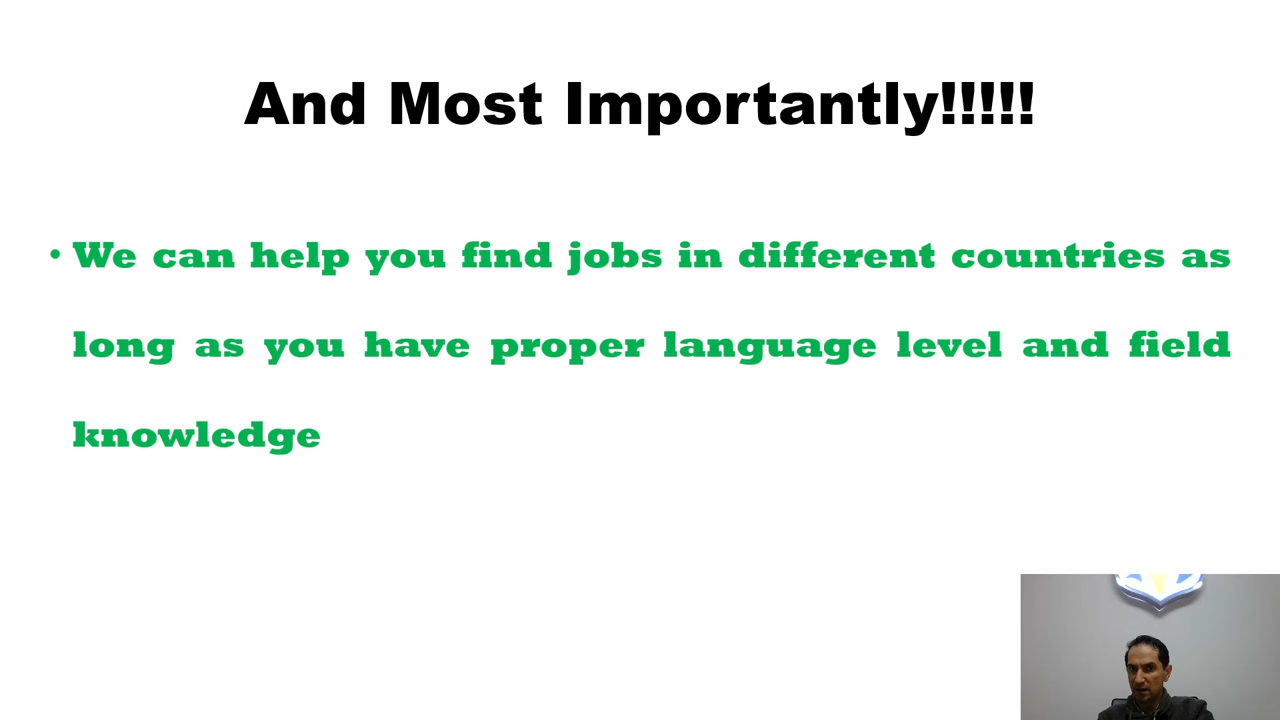 And Most Importantly!!!!!
• We can help you find jobs in different countries as
long as you have proper language level and field
knowledge